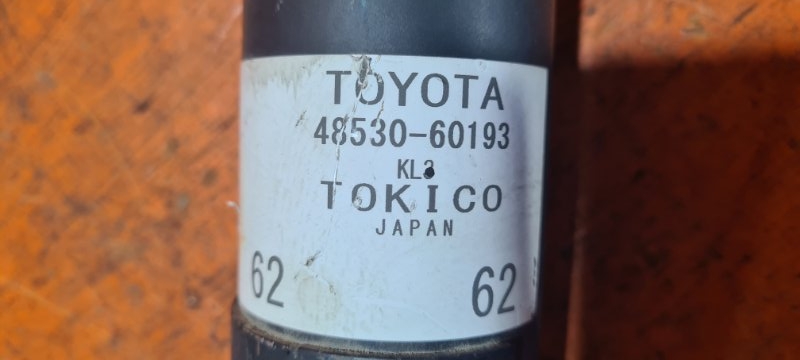 TOYOTA
48530-60193
KL3
TOKICO
JAPAN
62 62